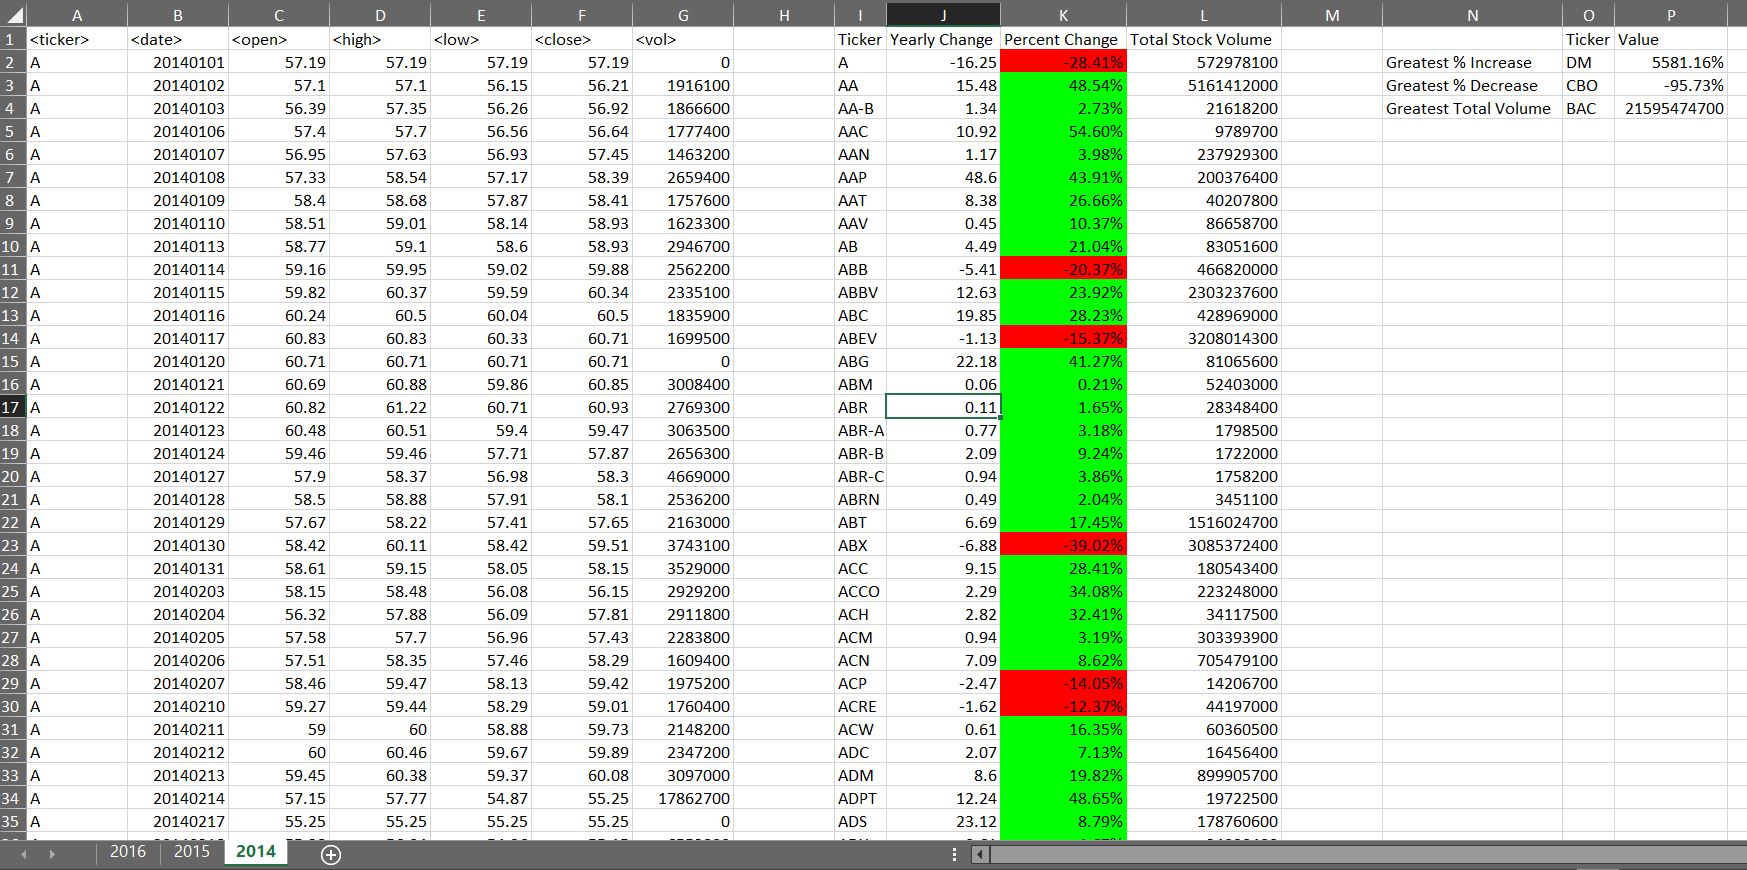 A B C D E F G H I J K L M N O P
1 <ticker> <date> <open> <high> <low> <close> <vol> Ticker Yearly Change Percent Change Total Stock Volume Ticker Value
2 A 20140101 57.19 57.19 57.19 57.19 0 A -16.25 -28.41% 572978100 Greatest % Increase DM 5581.16%
3 A 20140102 57.1 57.1 56.15 56.21 1916100 AA 15.48 48.54% 5161412000 Greatest % Decrease CBO -95.73%
4 A 20140103 56.39 57.35 56.26 56.92 1866600 AA-B 1.34 2.73% 21618200 Greatest Total Volume BAC 21595474700
5 A 20140106 57.4 57.7 56.56 56.64 1777400 AAC 10.92 54.60% 9789700
6 A 20140107 56.95 57.63 56.93 57.45 1463200 AAN 1.17 3.98% 237929300
7 A 20140108 57.33 58.54 57.17 58.39 2659400 AAP 48.6 43.91% 200376400
8 A 20140109 58.4 58.68 57.87 58.41 1757600 AAT 8.38 26.66% 40207800
9 A 20140110 58.51 59.01 58.14 58.93 1623300 AAV 0.45 10.37% 86658700
10 A 20140113 58.77 59.1 58.6 58.93 2946700 AB 4.49 21.04% 83051600
11 A 20140114 59.16 59.95 59.02 59.88 2562200 ABB -5.41 -20.37% 466820000
12 A 20140115 59.82 60.37 59.59 60.34 2335100 ABBV 12.63 23.92% 2303237600
13 A 20140116 60.24 60.5 60.04 60.5 1835900 ABC 19.85 28.23% 428969000
14 A 20140117 60.83 60.83 60.33 60.71 1699500 ABEV -1.13 -15.37% 3208014300
15 A 20140120 60.71 60.71 60.71 60.71 0 ABG 22.18 41.27% 81065600
16 A 20140121 60.69 60.88 59.86 60.85 3008400 ABM 0.06 0.21% 52403000
17 A 20140122 60.82 61.22 60.71 60.93 2769300 ABR 0.11 1.65% 28348400
18 A 20140123 60.48 60.51 59.4 59.47 3063500 ABR-A 0.77 3.18% 1798500
19 A 20140124 59.46 59.46 57.71 57.87 2656300 ABR-B 2.09 9.24% 1722000
20 A 20140127 57.9 58.37 56.98 58.3 4669000 ABR-C 0.94 3.86% 1758200
21 A 20140128 58.5 58.88 57.91 58.1 2536200 ABRN 0.49 2.04% 3451100
22 A 20140129 57.67 58.22 57.41 57.65 2163000 ABT 6.69 17.45% 1516024700
23 A 20140130 58.42 60.11 58.42 59.51 3743100 ABX -6.88 -39.02% 3085372400
24 A 20140131 58.61 59.15 58.05 58.15 3529000 ACC 9.15 28.41% 180543400
25 A 20140203 58.15 58.48 56.08 56.15 2929200 ACCO 2.29 34.08% 223248000
26 A 20140204 56.32 57.88 56.09 57.81 2911800 ACH 2.82 32.41% 34117500
27 A 20140205 57.58 57.7 56.96 57.43 2283800 ACM 0.94 3.19% 303393900
28 A 20140206 57.51 58.35 57.46 58.29 1609400 ACN 7.09 8.62% 705479100
29 A 20140207 58.46 59.47 58.13 59.42 1975200 ACP -2.47 -14.05% 14206700
30 A 20140210 59.27 59.44 58.29 59.01 1760400 ACRE -1.62 -12.37% 44197000
31 A 20140211 59 60 58.88 59.73 2148200 ACW 0.61 16.35% 60360500
32 A 20140212 60 60.46 59.67 59.89 2347200 ADC 2.07 7.13% 16456400
33 A 20140213 59.45 60.38 59.37 60.08 3097000 ADM 8.6 19.82% 899905700
34 A 20140214 57.15 57.77 54.87 55.25 17862700 ADPT 12.24 48.65% 19722500
35 A 20140217 55.25 55.25 55.25 55.25 0 ADS 23.12 8.79% 178760600
2016 2015 2014